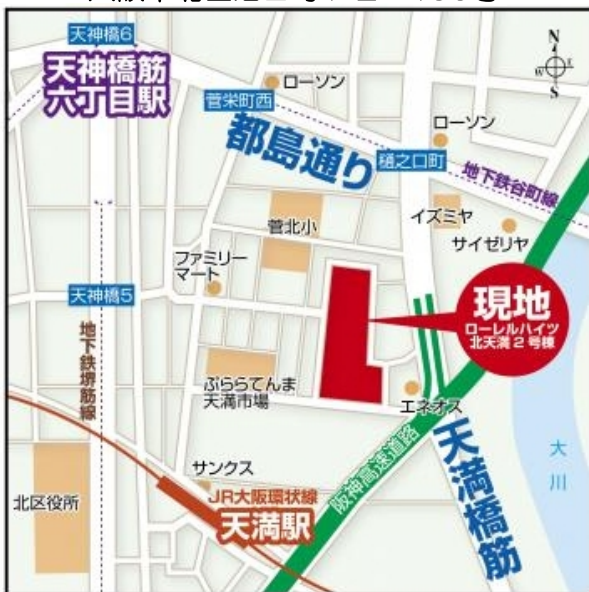 天神橋6
天神橋筋
六丁目駅
ローソン
N
W
E
S
菅栄町西
都島通り
ローソン
樋之口町
地下鉄谷町線
菅北小
イズミヤ
サイゼリヤ
ファミリー
マート
天神橋5
現地
ローレルハイツ
北天満2号棟
地下鉄堺筋線
ぷららてんま
天満市場
エネオス
阪神高速道路
天満橋筋
大川
サンクス
JR大阪環状線
天満駅
北区役所